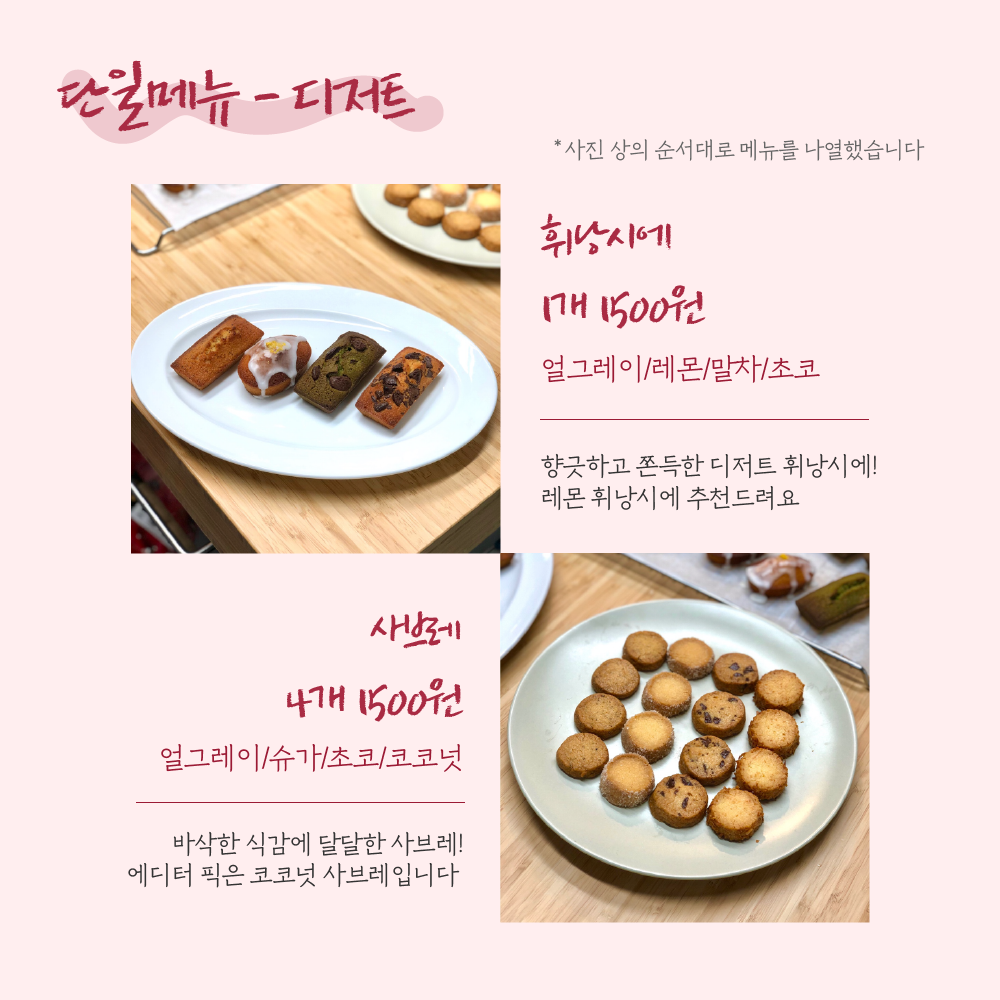 단일메뉴 - 디저트
*사진 상의 순서대로 메뉴를 나열했습니다
휘낭시에
1개 1500원
얼그레이/레몬/말차/초코
향긋하고 쫀득한 디저트 휘낭시에!
레몬 휘낭시에 추천드려요
사브레
4개 1500원
얼그레이/슈가/초코/코코넛
바삭한 식감에 달달한 사브레!
에디터 픽은 코코넛 사브레입니다